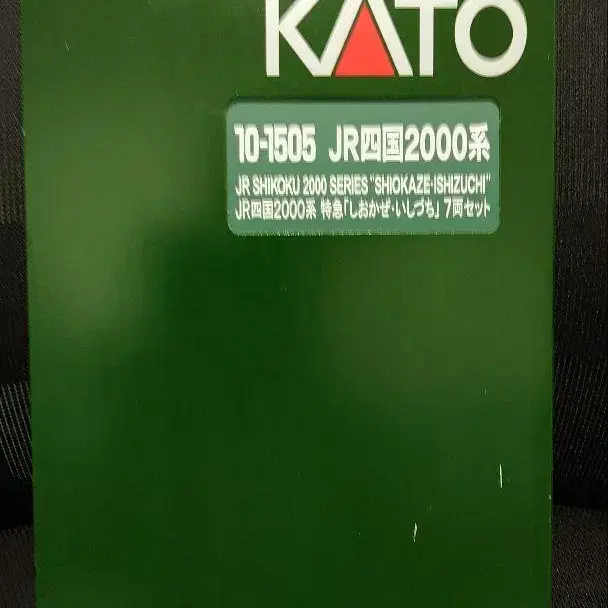 KATO
10-1505 JR四国2000系
JR SHIKOKU 2000 SERIES "SHIOKAZE·ISHIZUCHI"
JR四国2000系 特急「しおかぜ・いしづち」 7両セット